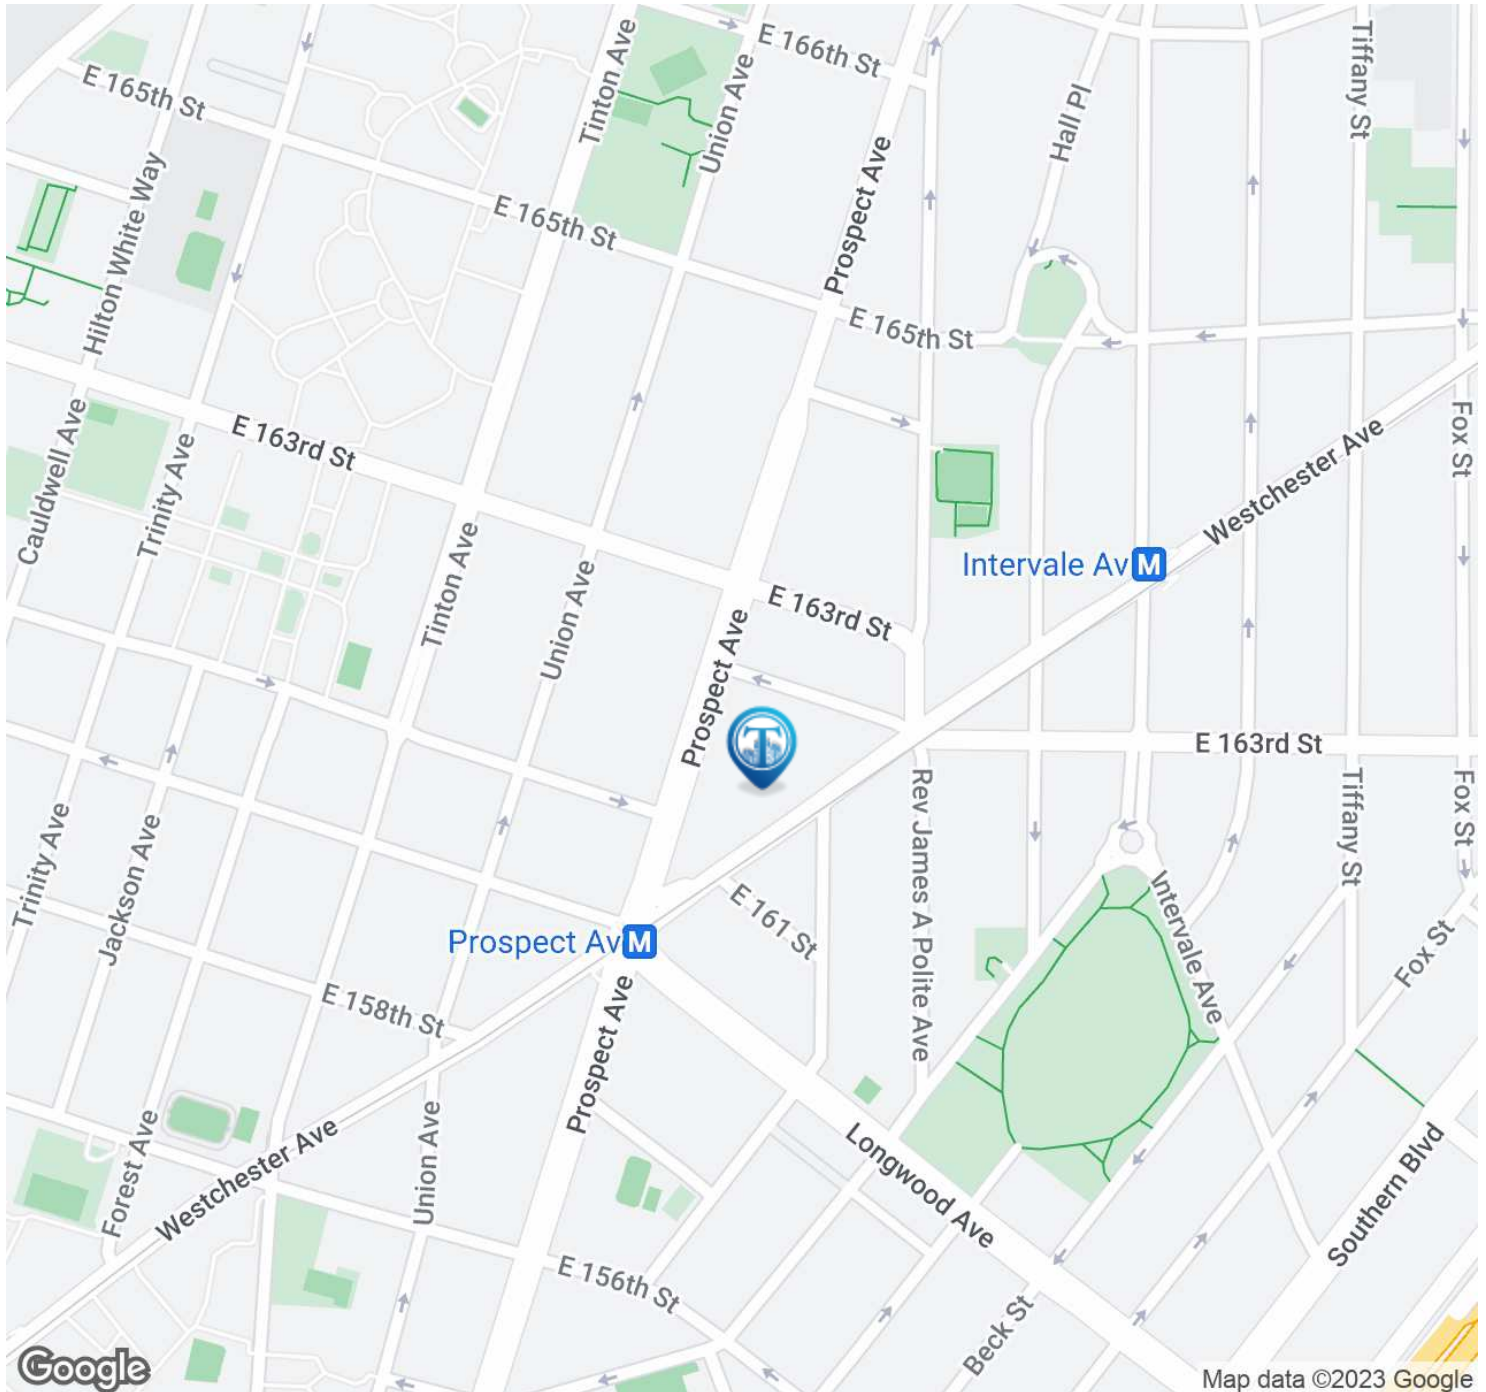 E 166th St
Tinton Ave
Union Ave
Tiffany St
E 165th St
Hall Pl
Prospect Ave
Hilton White Way
E 165th St
E 165th St
Cauldwell Ave
Trinity Ave
E 163rd St
Westchester Ave
Fox St
Intervale Av
M
Tinton Ave
Union Ave
E 163rd St
Prospect Ave
T
E 163rd St
Rev. James A Polite Ave
Tiffany St
Fox St
Trinity Ave
Jackson Ave
E 161 St
Intervale Ave
Prospect Av
M
Fox St
E 158th St
Prospect Ave
Forest Ave
Westchester Ave
Union Ave
Longwood Ave
Southern Blvd
E 156th St
Beck St
Google
Map data ©2023 Google